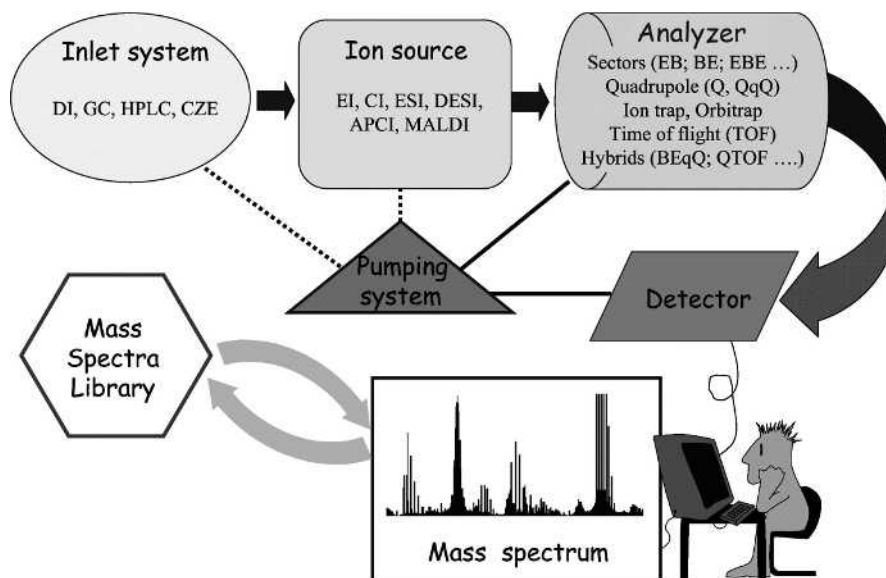 Inlet system
DI, GC, HPLC, CZE
Ion source
EI, CI, ESI, DESI,
APCI, MALDI
Analyzer
Sectors (EB; BE; EBE ...)
Quadrupole (Q, QqQ)
Ion trap, Orbitrap
Time of flight (TOF)
Hybrids (BEqQ; QTOF ....)
Pumping
system
Detector
Mass
Spectra
Library
Mass spectrum